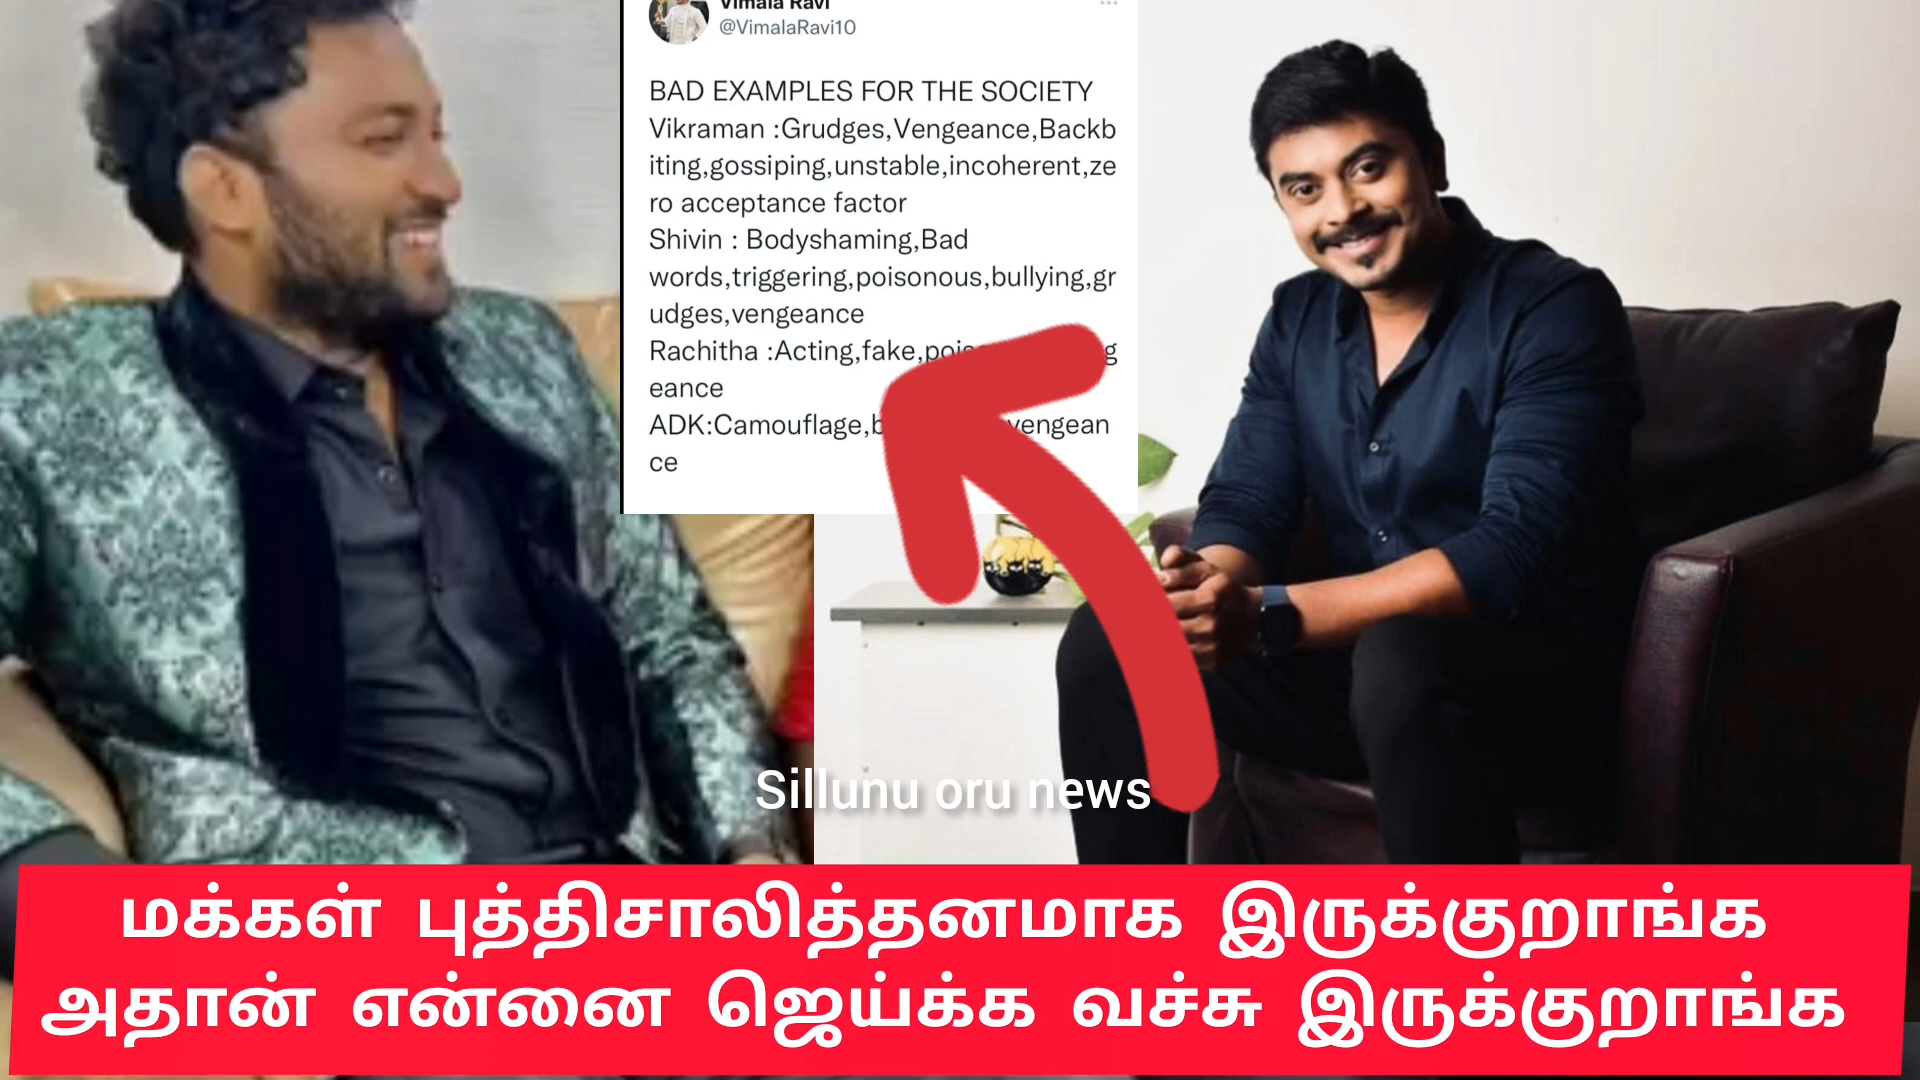 Vimala Ravi
@VimalaRavi10
BAD EXAMPLES FOR THE SOCIETY
Vikraman :Grudges,Vengeance,Backb
iting,gossiping,unstable,incoherent,ze
ro acceptance factor
Shivin : Bodyshaming,Bad
words,triggering,poisonous,bullying,gr
udges,vengeance
Rachitha :Acting,fake,
eance
ADK:Camouflage, vengean
ce
Sillunu oru news
மக்கள் புத்திசாலித்தனமாக இருக்குறாங்க
அதான் என்னை ஜெய்க்க வச்சு இருக்குறாங்க